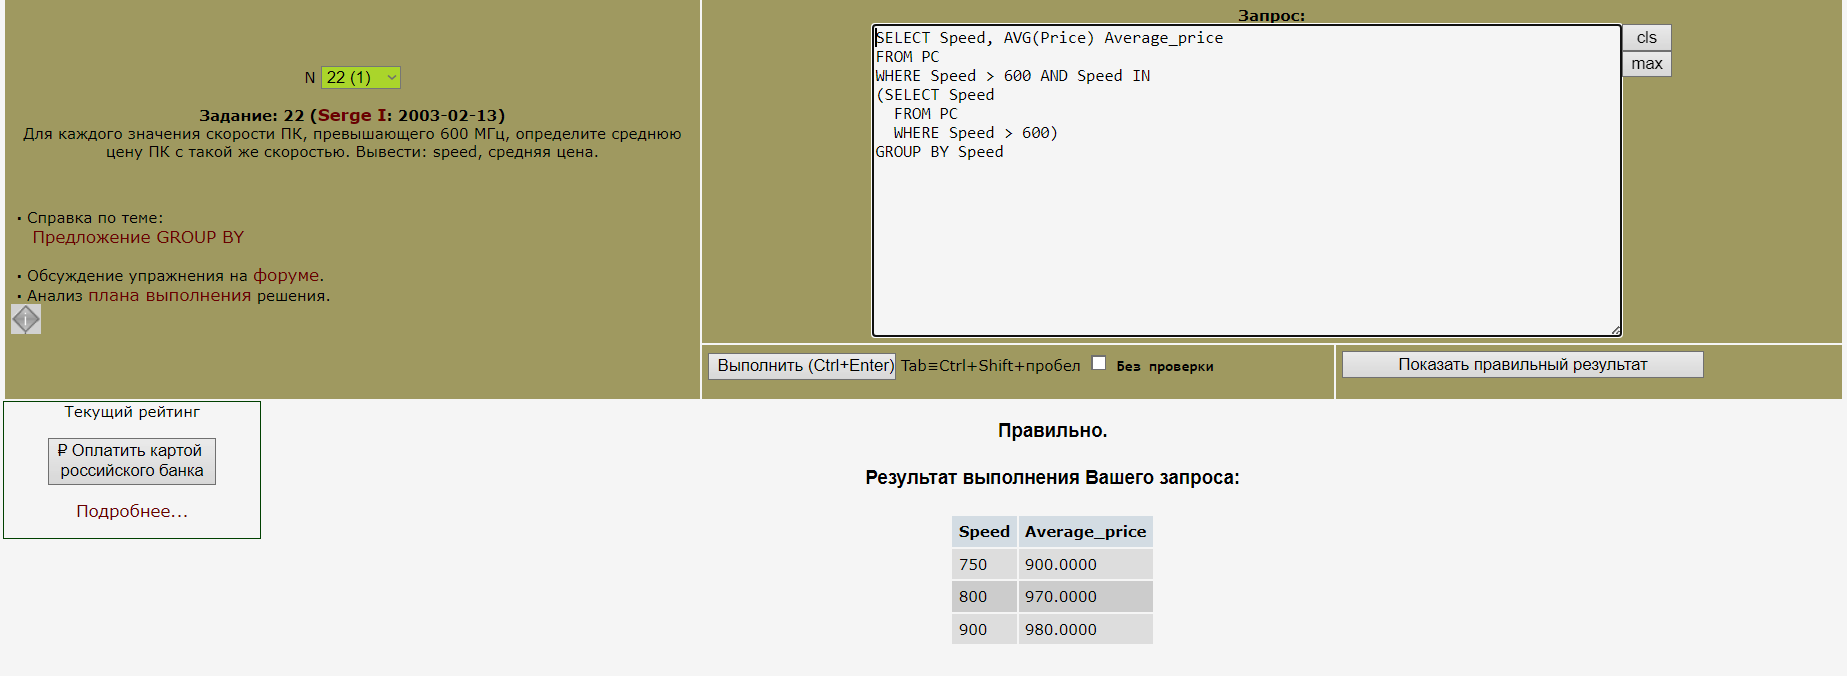 N 22 (1)
Задание: 22 (Serge I: 2003-02-13)
Для каждого значения скорости ПК, превышающего 600 МГц, определите среднюю
цену ПК с такой же скоростью. Вывести: speed, средняя цена.
• Справка по теме:
Предложение GROUP BY
• Обсуждение упражнения на форуме.
• Анализ плана выполнения решения.
i
Запрос:
SELECT Speed, AVG(Price) Average_price
FROM PC
WHERE Speed > 600 AND Speed IN
(SELECT Speed
FROM PC
WHERE Speed > 600)
GROUP BY Speed
cls
max
Выполнить (Ctrl+Enter) Tab≡Ctrl+Shift+пробел Без проверки
Показать правильный результат
Текущий рейтинг
₽ Оплатить картой
российского банка
Подробнее...
Правильно.
Результат выполнения Вашего запроса:
Speed Average_price
750 900.0000
800 970.0000
900 980.0000